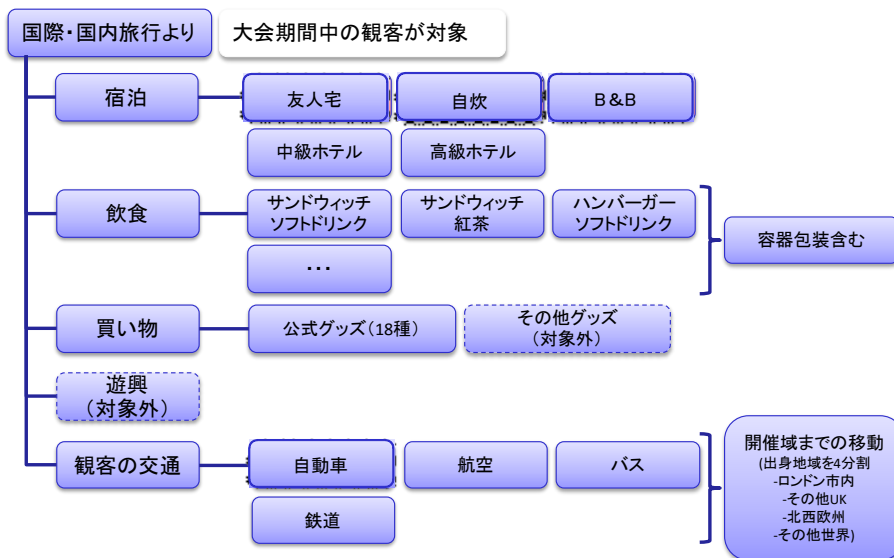 国際・国内旅行より
大会期間中の観客が対象
宿泊
友人宅
自炊
B&B
中級ホテル
高級ホテル
飲食
サンドウィッチ
ソフトドリンク
サンドウィッチ
紅茶
ハンバーガー
ソフトドリンク
・・・
容器包装含む
買い物
公式グッズ(18種)
その他グッズ
(対象外)
遊興
(対象外)
観客の交通
自動車
航空
バス
鉄道
開催域までの移動
(出身地域を4分割
-ロンドン市内
-その他UK
-北西欧州
-その他世界)